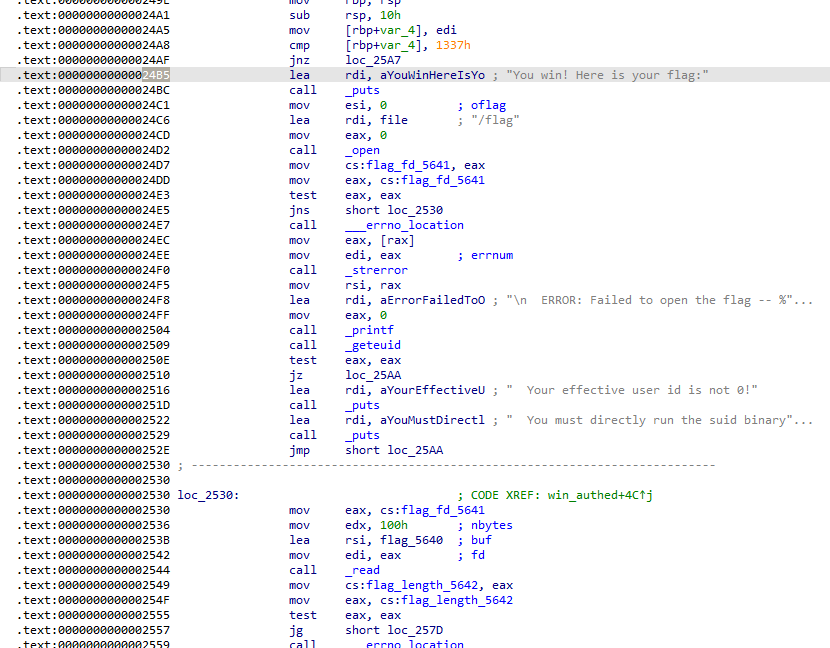 .text:000000000000249E mov rbp, rsp
.text:00000000000024A1 sub rsp, 10h
.text:00000000000024A5 mov [rbp+var_4], edi
.text:00000000000024A8 cmp [rbp+var_4], 1337h
.text:00000000000024AF jnz loc_25A7
.text:00000000000024B5 lea rdi, aYouWinHereIsYo ; "You win! Here is your flag:"
.text:00000000000024BC call _puts
.text:00000000000024C1 mov esi, 0 ; oflag
.text:00000000000024C6 lea rdi, file ; "/flag"
.text:00000000000024CD mov eax, 0
.text:00000000000024D2 call _open
.text:00000000000024D7 mov cs:flag_fd_5641, eax
.text:00000000000024DD mov eax, cs:flag_fd_5641
.text:00000000000024E3 test eax, eax
.text:00000000000024E5 jns short loc_2530
.text:00000000000024E7 call ___errno_location
.text:00000000000024EC mov eax, [rax]
.text:00000000000024EE mov edi, eax ; errnum
.text:00000000000024F0 call _strerror
.text:00000000000024F5 mov rsi, rax
.text:00000000000024F8 lea rdi, aErrorFailedToO ; "\n  ERROR: Failed to open the flag -- %"...
.text:00000000000024FF mov eax, 0
.text:0000000000002504 call _printf
.text:0000000000002509 call _geteuid
.text:000000000000250E test eax, eax
.text:0000000000002510 jz loc_25AA
.text:0000000000002516 lea rdi, aYourEffectiveU ; "  Your effective user id is not 0!"
.text:000000000000251D call _puts
.text:0000000000002522 lea rdi, aYouMustDirectl ; "  You must directly run the suid binary"...
.text:0000000000002529 call _puts
.text:000000000000252E jmp short loc_25AA
.text:0000000000002530 ; ----------------------------------------------------------------------
.text:0000000000002530
.text:0000000000002530 loc_2530: ; CODE XREF: win_authed+4C↑j
.text:0000000000002530 mov eax, cs:flag_fd_5641
.text:0000000000002536 mov edx, 100h ; nbytes
.text:000000000000253B lea rsi, flag_5640 ; buf
.text:0000000000002542 mov edi, eax ; fd
.text:0000000000002544 call _read
.text:0000000000002549 mov cs:flag_length_5642, eax
.text:000000000000254F mov eax, cs:flag_length_5642
.text:0000000000002555 test eax, eax
.text:0000000000002557 jg short loc_257D
.text:0000000000002559 call ___errno_location